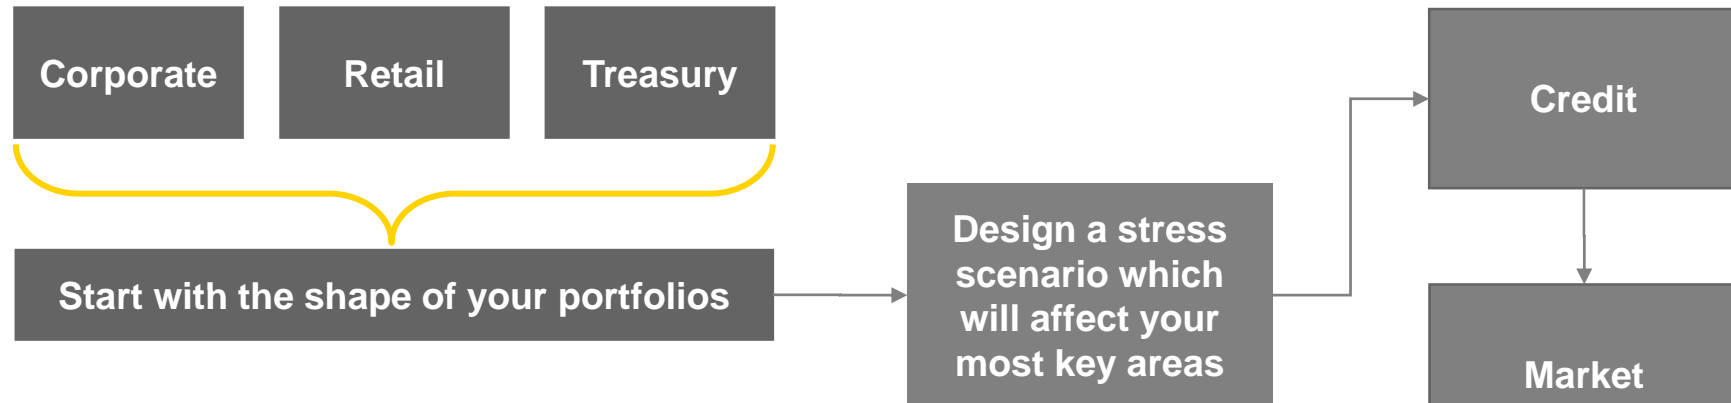 Corporate
Retail
Treasury
Start with the shape of your portfolios
Design a stress
scenario which
will affect your
most key areas
Credit
Market